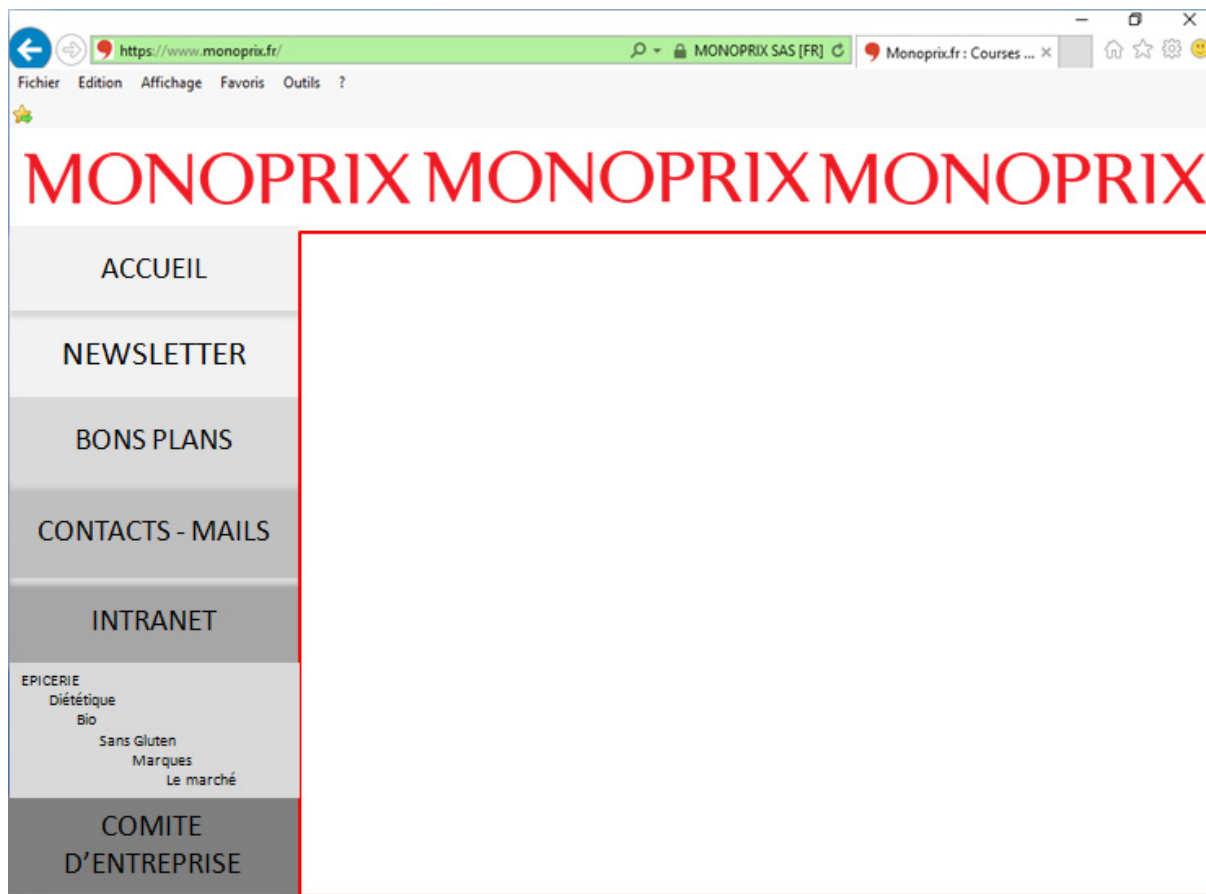 https://www.monoprix.fr/ MONOPRIX SAS [FR] Monoprix.fr : Courses ...
Fichier Edition Affichage Favoris Outils ?
MONOPRIX MONOPRIX MONOPRIX
ACCUEIL
NEWSLETTER
BONS PLANS
CONTACTS - MAILS
INTRANET
EPICERIE
Diététique
Bio
Sans Gluten
Marques
Le marché
COMITE
D'ENTREPRISE